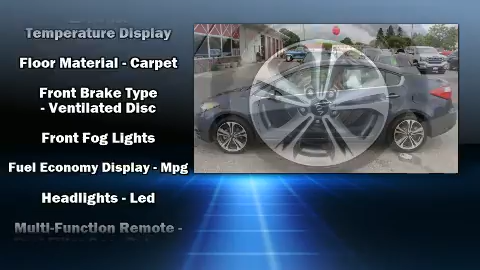 Temperature Display
Floor Material - Carpet
Front Brake Type
- Ventilated Disc
Front Fog Lights
Fuel Economy Display - Mpg
Headlights - Led
Multi-Function Remote -